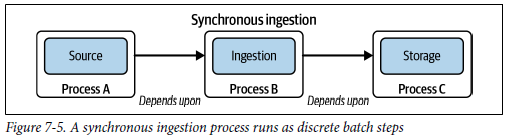 Synchronous ingestion
Source
Ingestion
Storage
Process A
Process B
Process C
Depends upon
Depends upon
Figure 7-5. A synchronous ingestion process runs as discrete batch steps